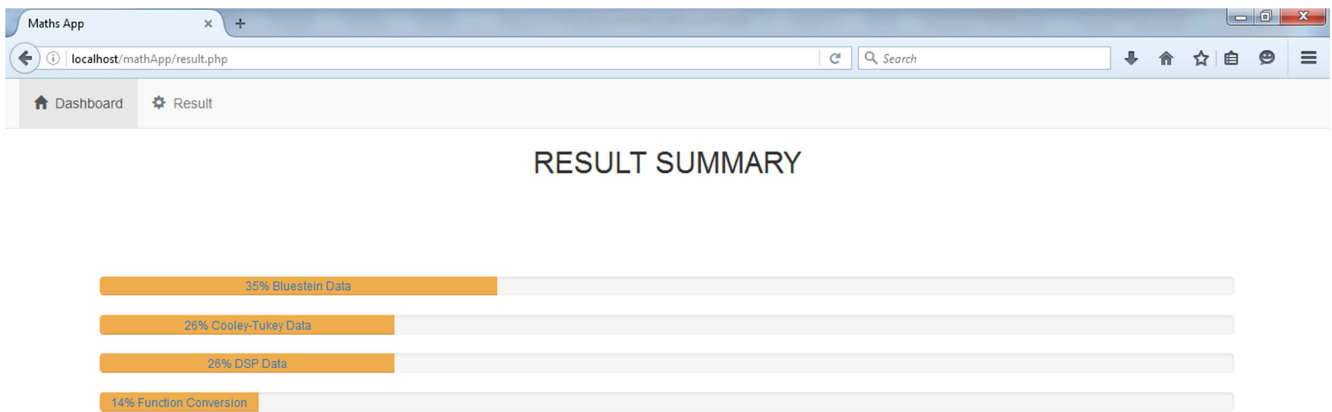 Maths App
localhost/mathApp/result.php
Search
Dashboard Result
RESULT SUMMARY
35% Bluestein Data
26% Cooley-Tukey Data
26% DSP Data
14% Function Conversion